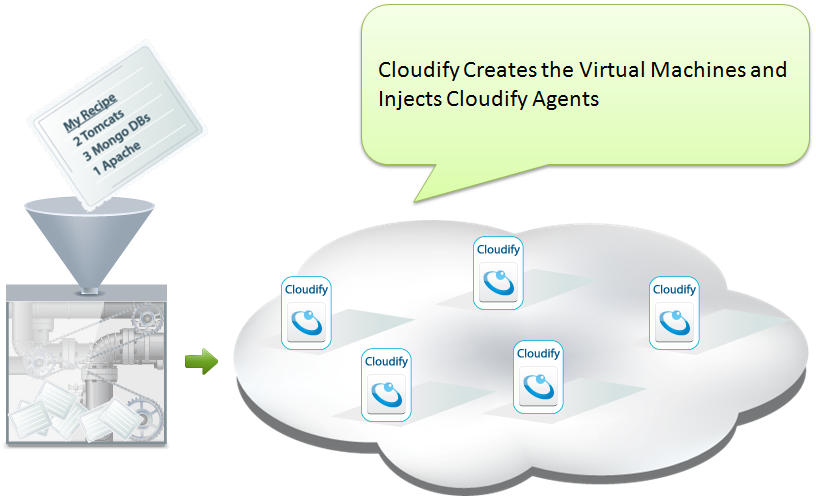 Cloudify Creates the Virtual Machines and
Injects Cloudify Agents
My Recipe
2 Tomcats
3 Mongo DBs
1 Apache
Cloudify
Cloudify
Cloudify
Cloudify
Cloudify